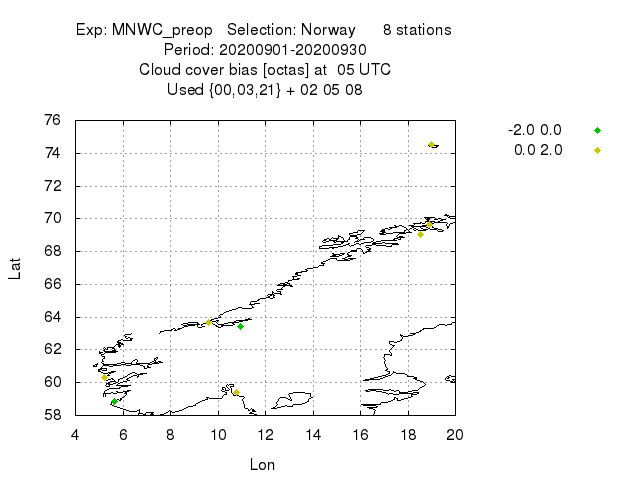 Exp: MNWC_preop Selection: Norway 8 stations
Period: 20200901-20200930
Cloud cover bias [octas] at 05 UTC
Used {00,03,21} + 02 05 08
-2.0 0.0
0.0 2.0
76
74
72
70
68
66
64
62
60
58
Lat
4 6 8 10 12 14 16 18 20
Lon